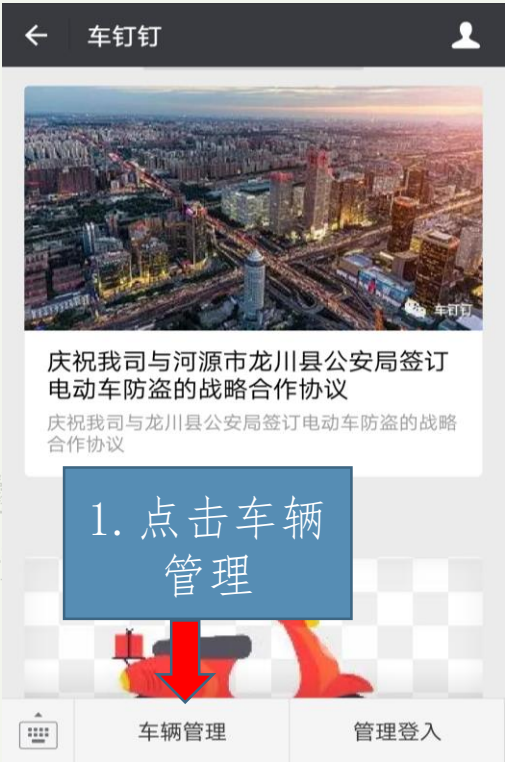 车钉钉
车钉钉
庆祝我司与河源市龙川县公安局签订
电动车防盗的战略合作协议
庆祝我司与龙川县公安局签订电动车防盗的战略
合作协议
1.点击车辆
管理
车辆管理
管理登入